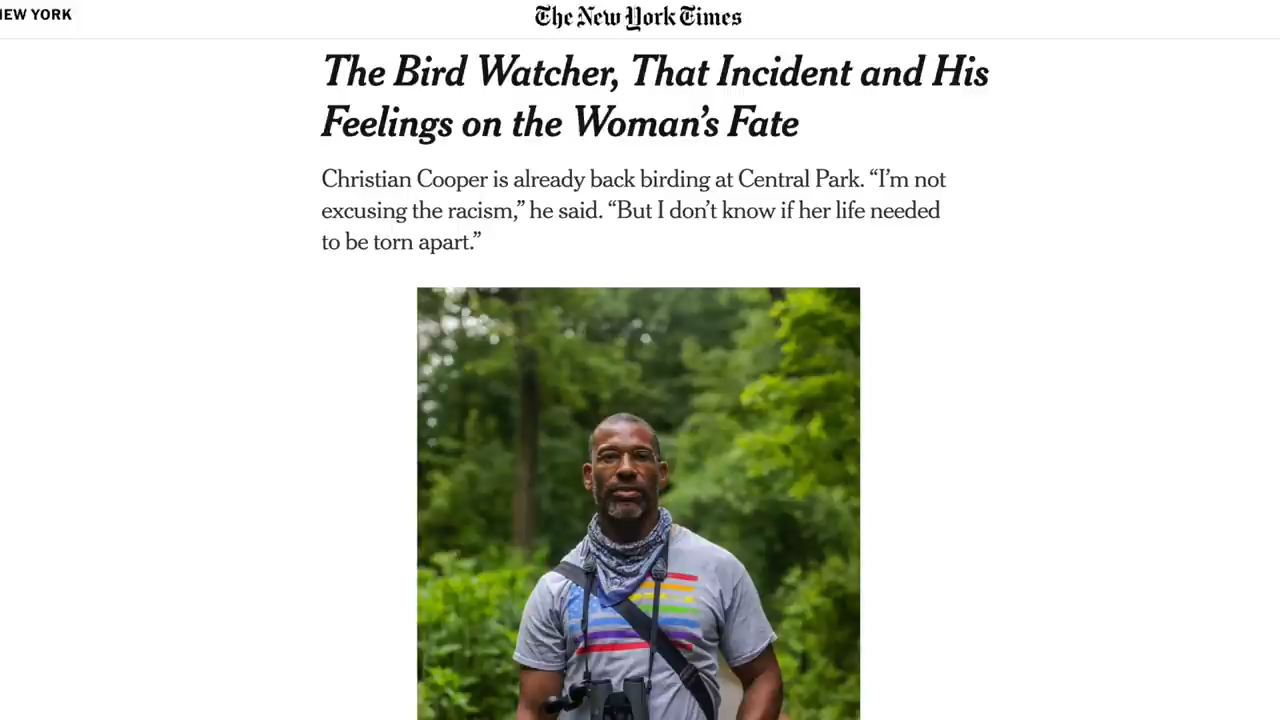 NEW YORK
The New York Times
The Bird Watcher, That Incident and His
Feelings on the Woman’s Fate
Christian Cooper is already back birding at Central Park. “I’m not
excusing the racism,” he said. “But I don’t know if her life needed
to be torn apart.”